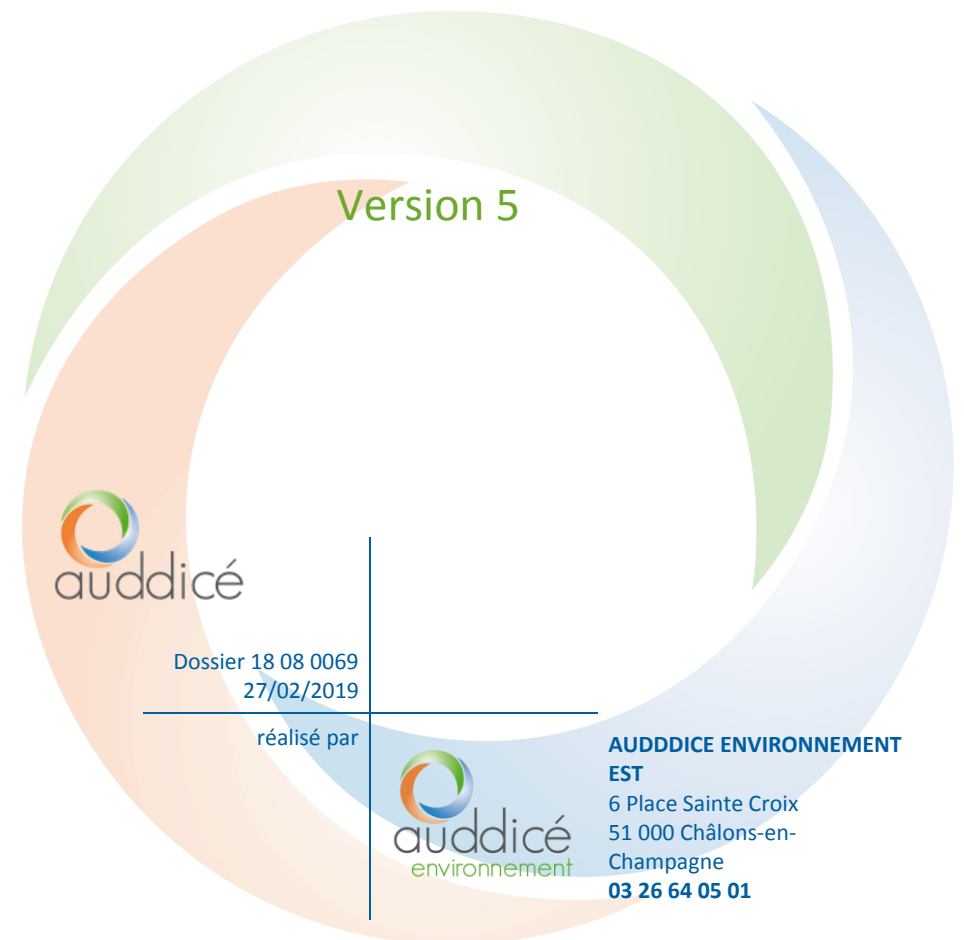 Version 5
auddicé
Dossier 18 08 0069
27/02/2019
réalisé par
auddicé
environnement
AUDDDICE ENVIRONNEMENT
EST
6 Place Sainte Croix
51 000 Châlons-en-
Champagne
03 26 64 05 01